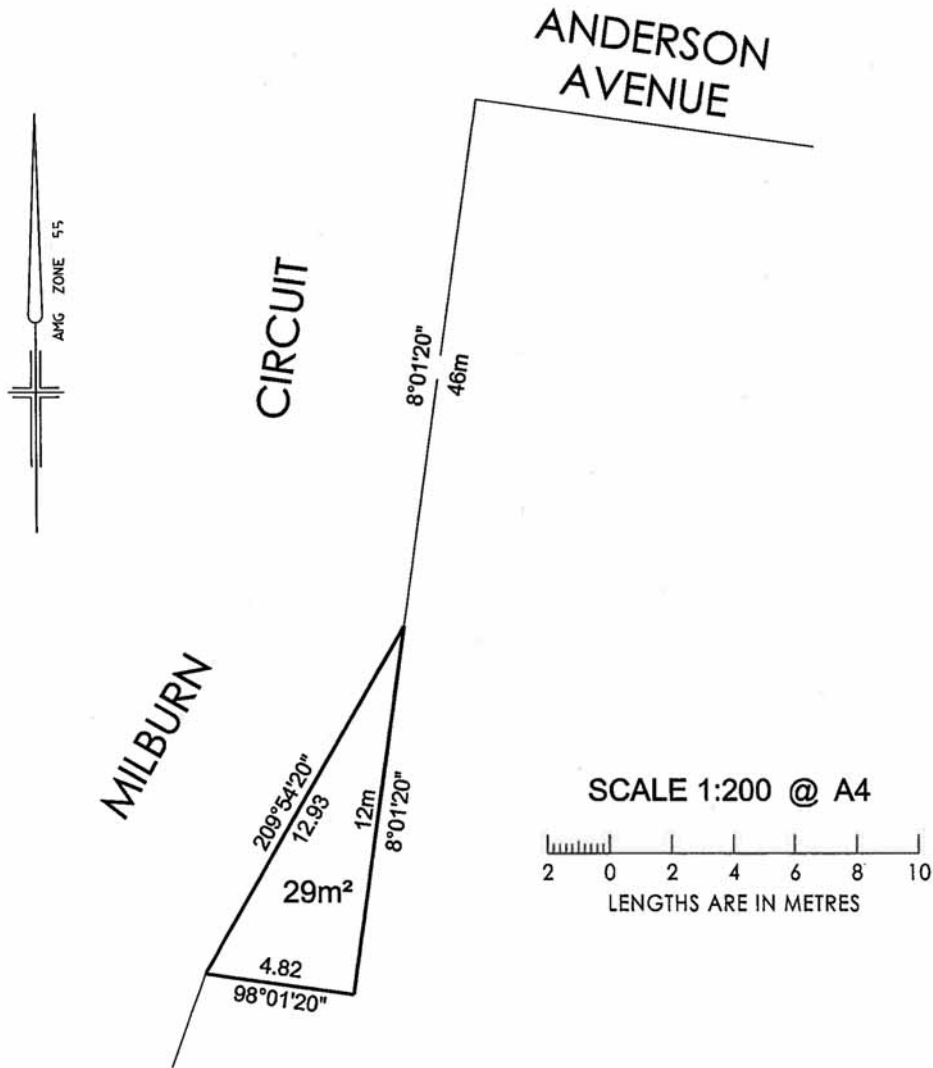 ANDERSON
AVENUE
AMG ZONE 55
CIRCUIT
8°01'20"
46m
MILBURN
209°54'20"
12.93
12m
8°01'20"
SCALE 1:200 @ A4
29m²
2 0 2 4 6 8 10
LENGTHS ARE IN METRES
4.82
98°01'20"